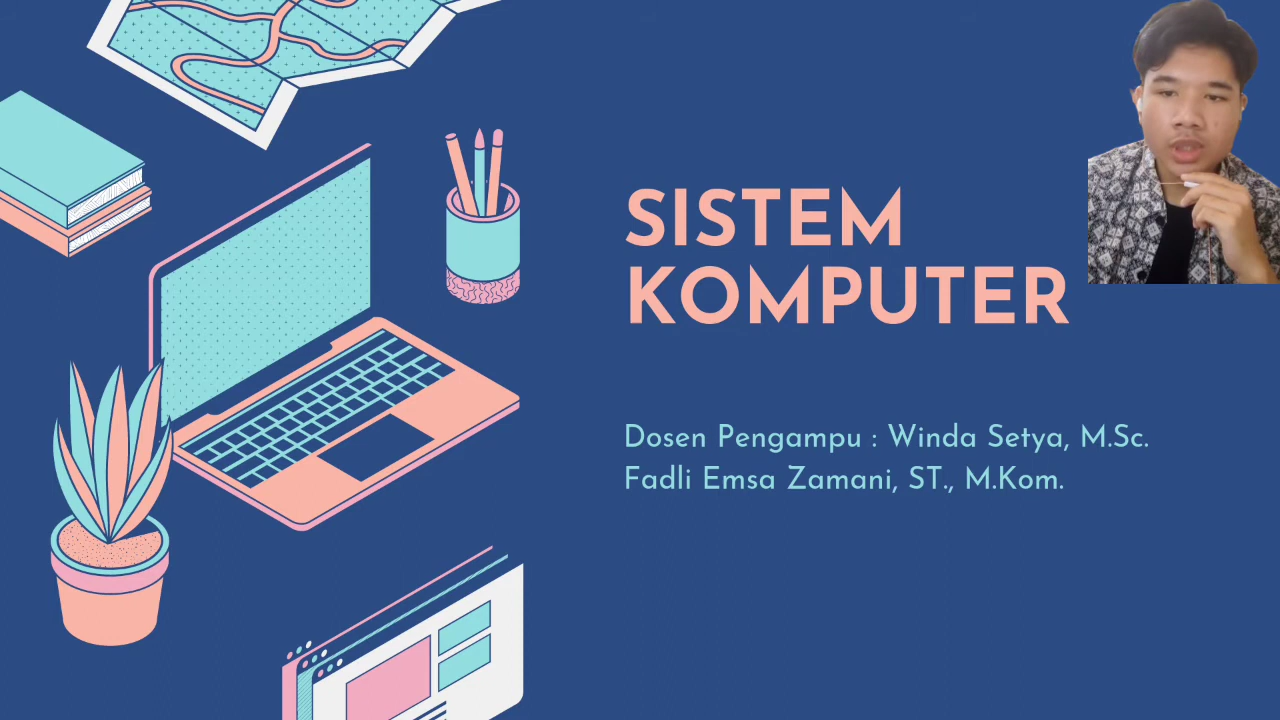 SISTEM
KOMPUTER
Dosen Pengampu : Winda Setya, M.Sc.
Fadli Emsa Zamani, ST., M.Kom.